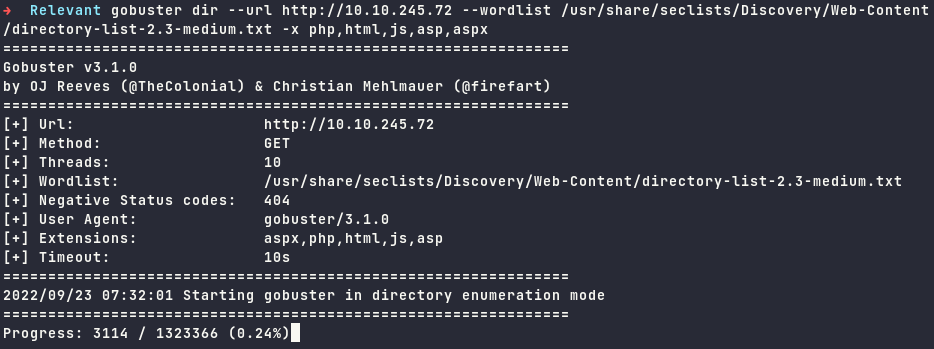 → Relevant gobuster dir --url http://10.10.245.72 --wordlist /usr/share/seclists/Discovery/Web-Content
/directory-list-2.3-medium.txt -x php,html,js,asp,aspx
===============================================================
Gobuster v3.1.0
by OJ Reeves (@TheColonial) & Christian Mehlmauer (@firefart)
===============================================================
[+] Url:                     http://10.10.245.72
[+] Method:                  GET
[+] Threads:                 10
[+] Wordlist:                /usr/share/seclists/Discovery/Web-Content/directory-list-2.3-medium.txt
[+] Negative Status codes:   404
[+] User Agent:              gobuster/3.1.0
[+] Extensions:              aspx,php,html,js,asp
[+] Timeout:                 10s
===============================================================
2022/09/23 07:32:01 Starting gobuster in directory enumeration mode
===============================================================
Progress: 3114 / 1323366 (0.24%)